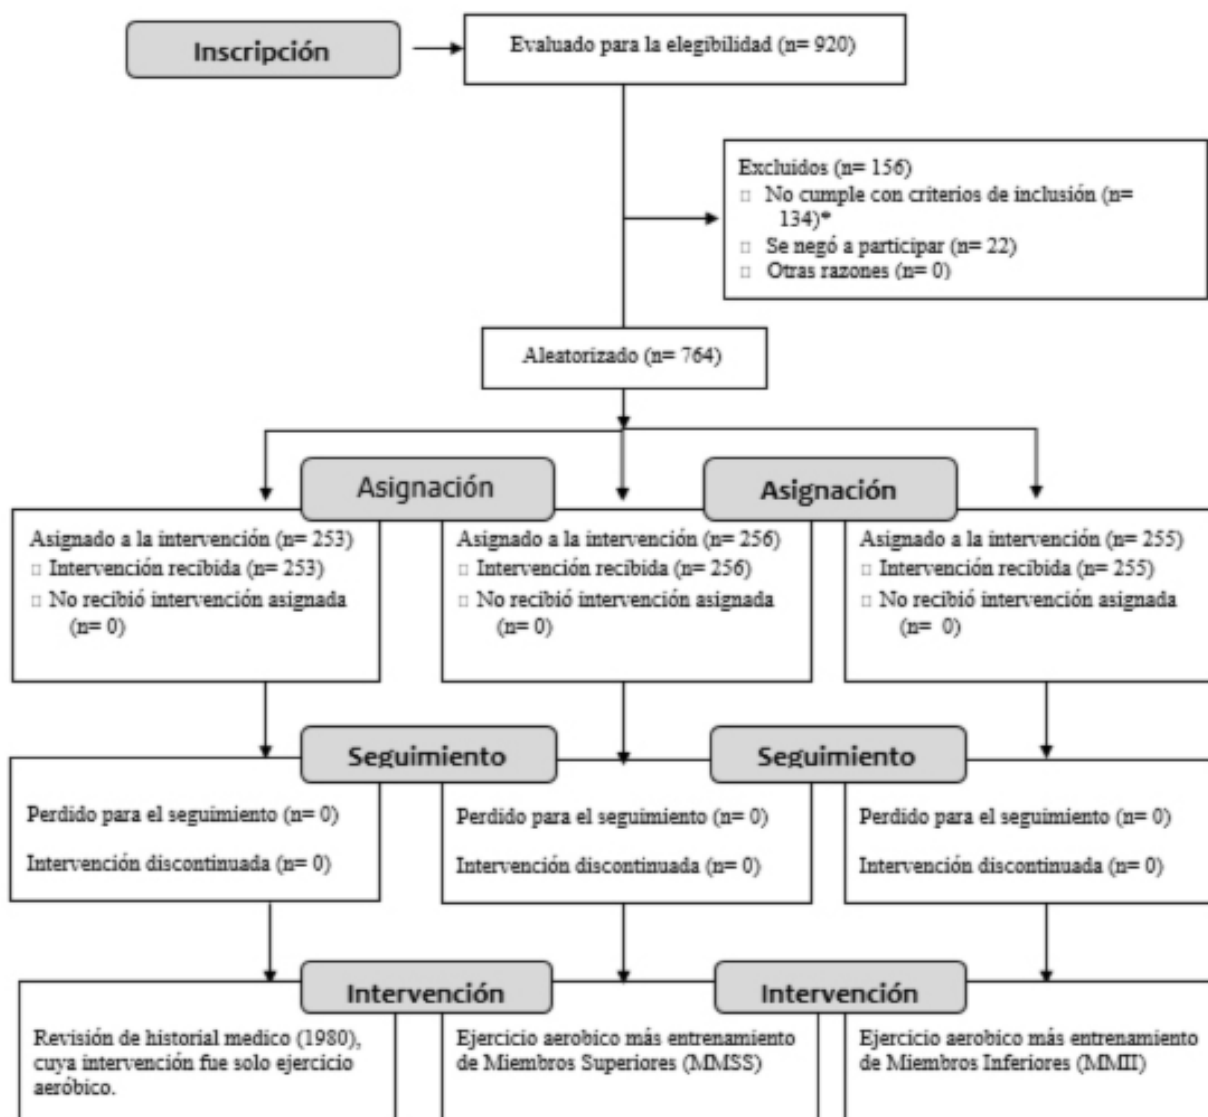 Inscripción
Evaluado para la elegibilidad (n= 920)
Excluidos (n= 156)
No cumple con criterios de inclusión (n=
134)*
Se negó a participar (n= 22)
Otras razones (n= 0)
Aleatorizado (n= 764)
Asignación
Asignación
Asignado a la intervención (n= 253)
Intervención recibida (n= 253)
No recibió intervención asignada
(n= 0)
Asignado a la intervención (n= 256)
Intervención recibida (n= 256)
No recibió intervención asignada
(n= 0)
Asignado a la intervención (n= 255)
Intervención recibida (n= 255)
No recibió intervención asignada
(n= 0)
Seguimiento
Seguimiento
Perdido para el seguimiento (n= 0)
Intervención discontinuada (n= 0)
Perdido para el seguimiento (n= 0)
Intervención discontinuada (n= 0)
Perdido para el seguimiento (n= 0)
Intervención discontinuada (n= 0)
Intervención
Intervención
Revisión de historial medico (1980),
cuya intervención fue solo ejercicio
aeróbico.
Ejercicio aerobico más entrenamiento
de Miembros Superiores (MMSS)
Ejercicio aerobico más entrenamiento
de Miembros Inferiores (MMII)